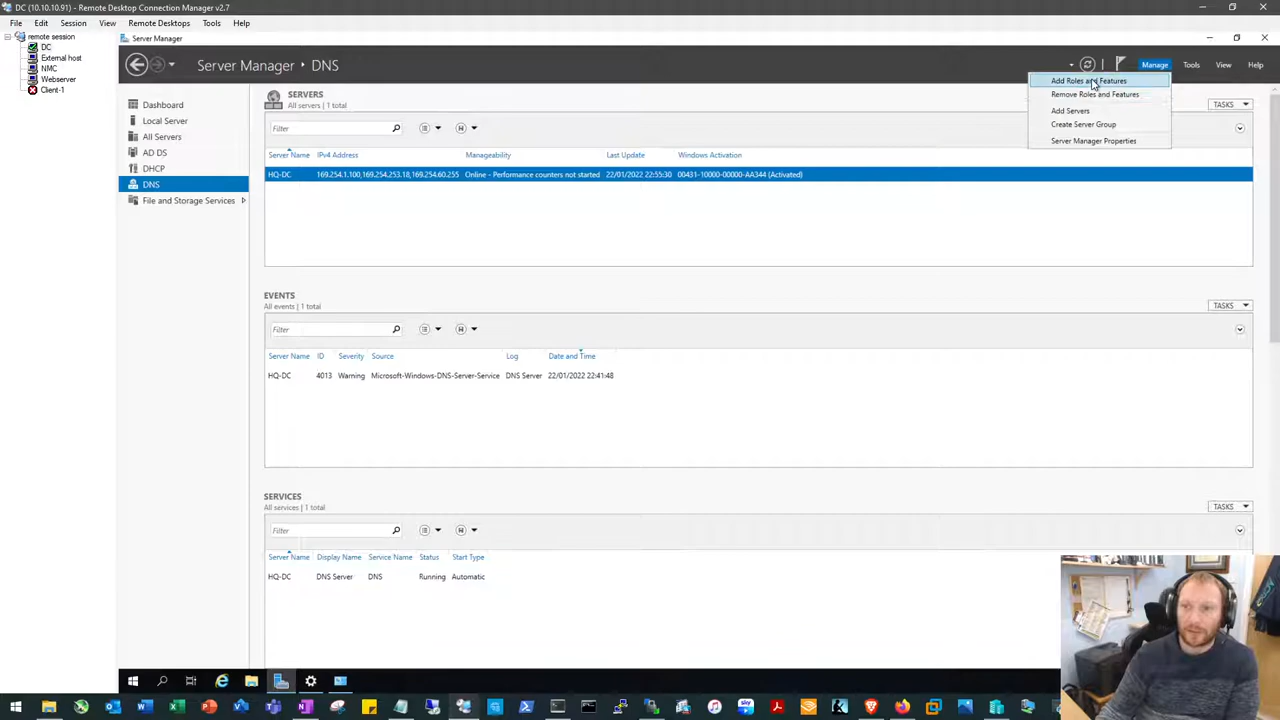 DC (10.10.10.91) - Remote Desktop Connection Manager v2.7
File Edit Session View Remote Desktops Tools Help
remote session
DC
External host
NMC
Webserver
Client-1
Server Manager
Server Manager • DNS
Manage Tools View Help
Add Roles and Features
Remove Roles and Features
Add Servers
Create Server Group
Server Manager Properties
Dashboard
Local Server
All Servers
AD DS
DHCP
DNS
File and Storage Services
SERVERS
All servers | 1 total
TASKS
Filter
Server Name IPv4 Address Manageability Last Update Windows Activation
HQ-DC 169.254.1.100,169.254.253.18,169.254.60.255 Online - Performance counters not started 22/01/2022 22:55:30 00431-10000-00000-AA344 (Activated)
EVENTS
All events | 1 total
TASKS
Filter
Server Name ID Severity Source Log Date and Time
HQ-DC 4013 Warning Microsoft-Windows-DNS-Server-Service DNS Server 22/01/2022 22:41:48
SERVICES
All services | 1 total
TASKS
Filter
Server Name Display Name Service Name Status Start Type
HQ-DC DNS Server DNS Running Automatic